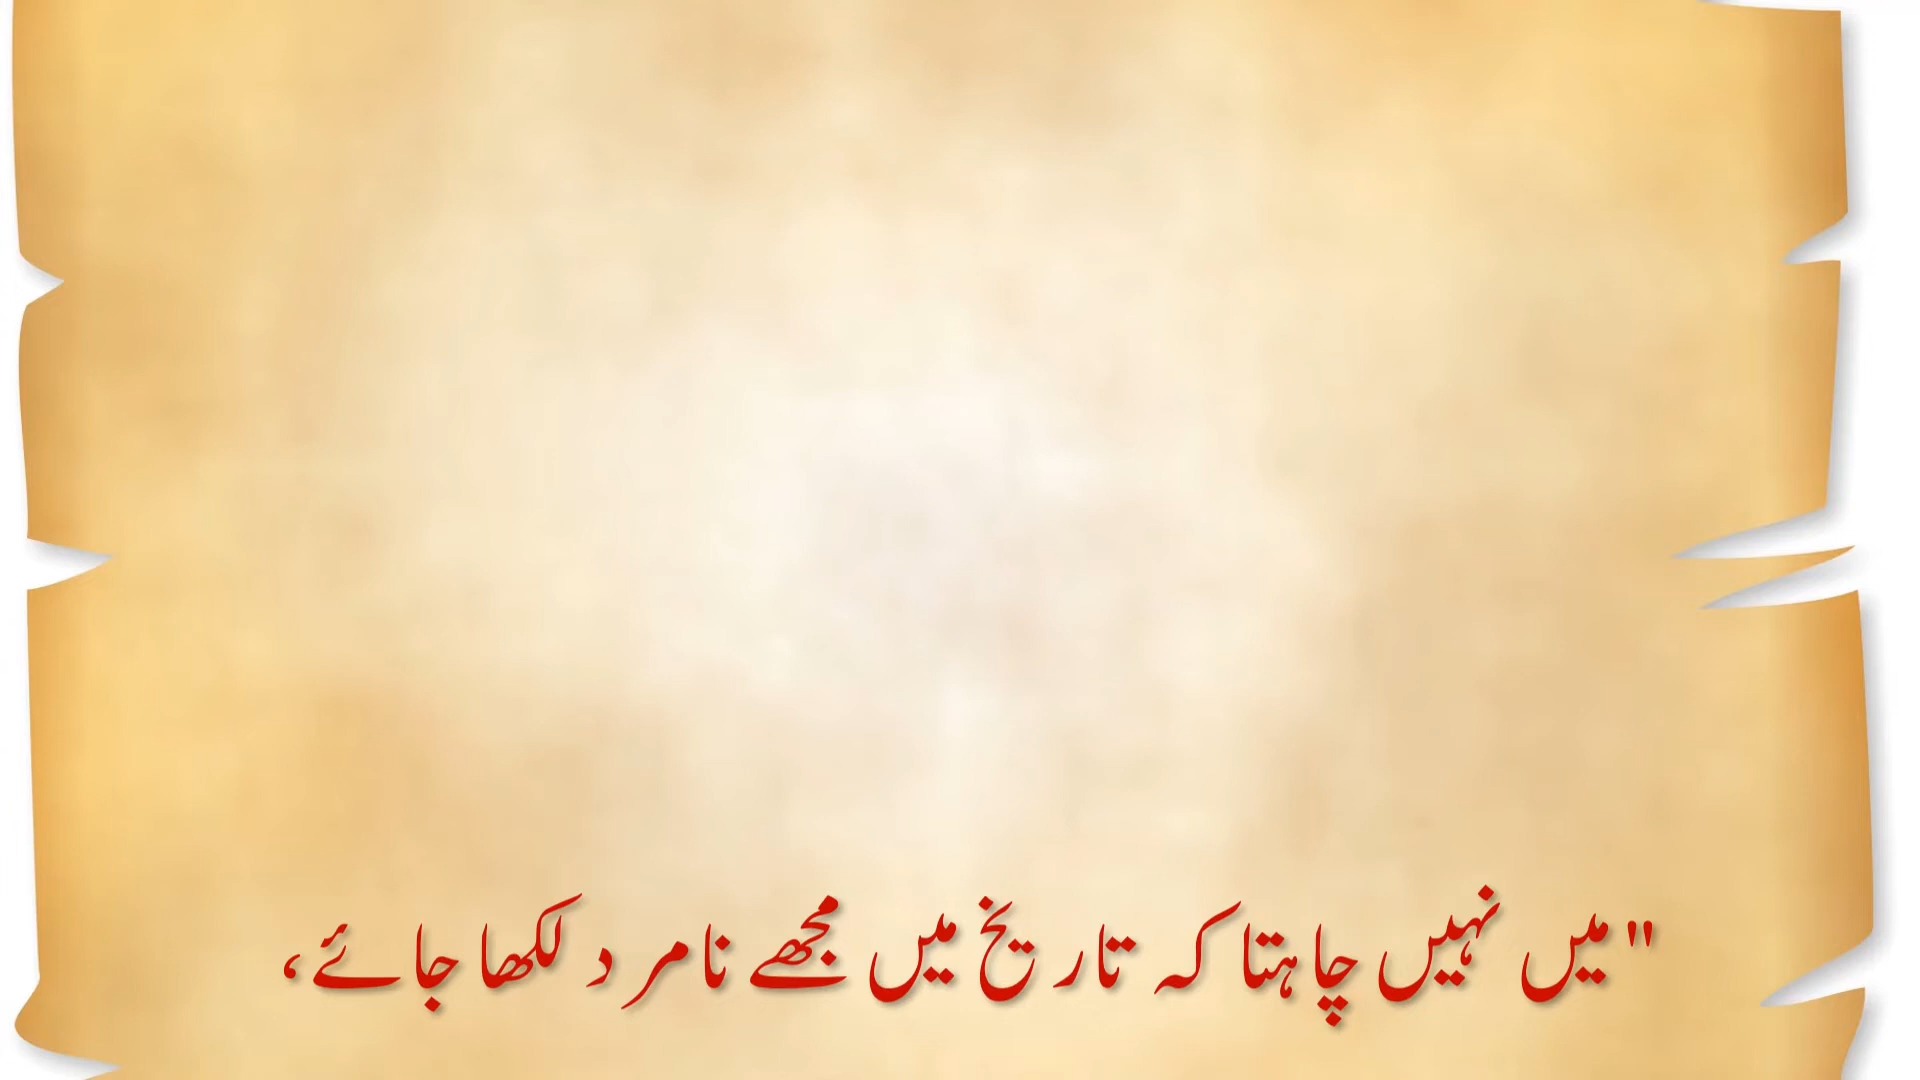 "میں نہیں چاہتا کہ تاریخ میں مجھے نامرد لکھا جائے،